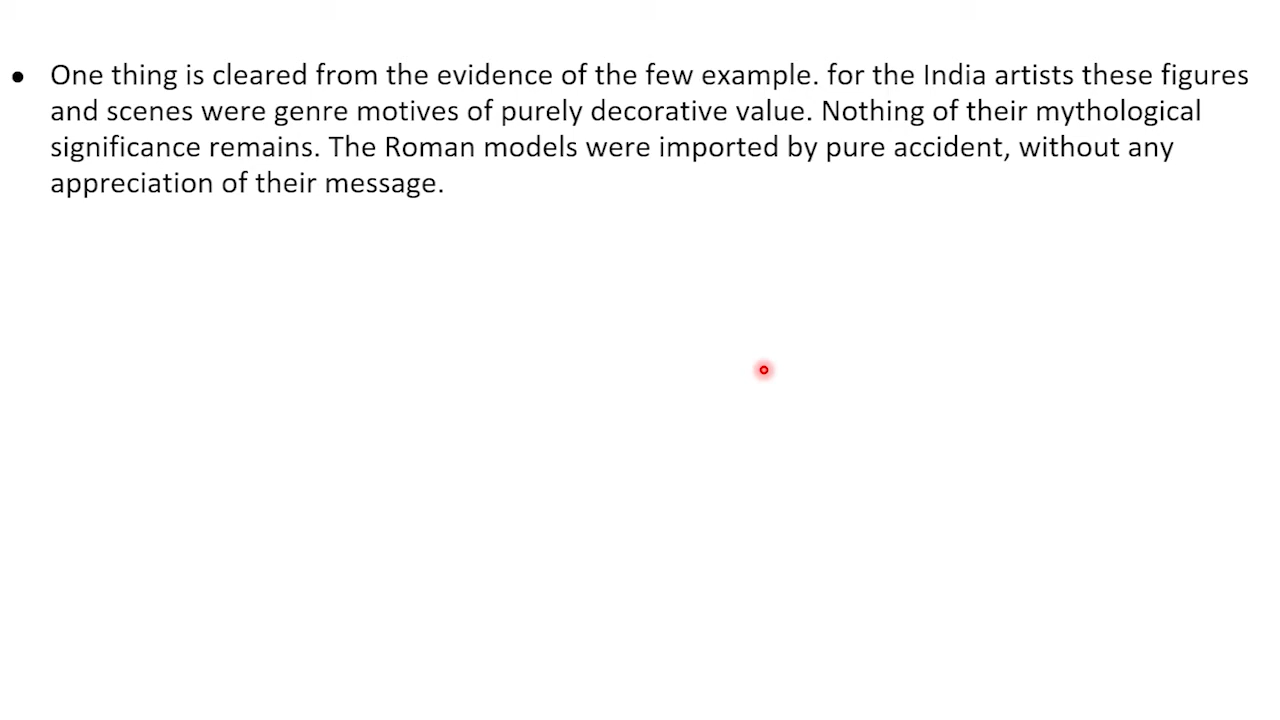 ● One thing is cleared from the evidence of the few example. for the India artists these figures
and scenes were genre motives of purely decorative value. Nothing of their mythological
significance remains. The Roman models were imported by pure accident, without any
appreciation of their message.